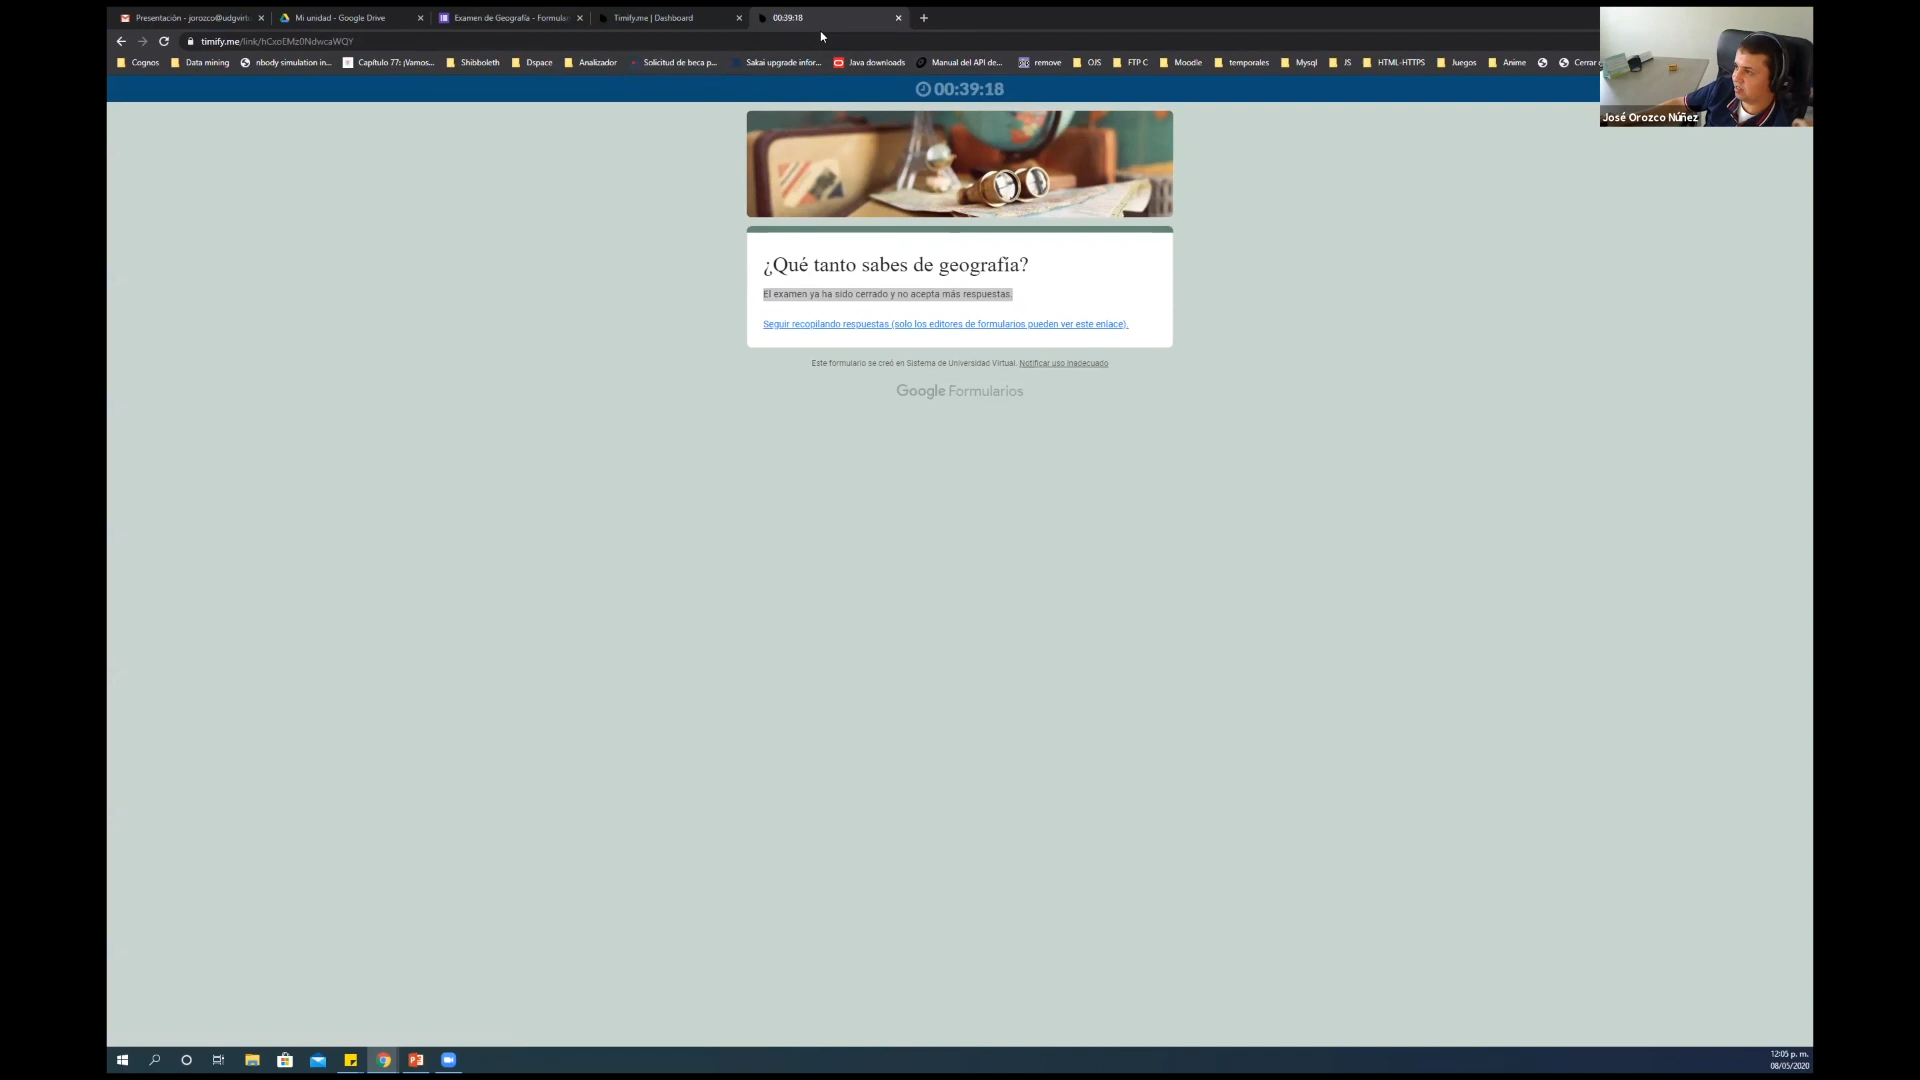 Presentación - jorozco@udgvirtu
Mi unidad - Google Drive
Examen de Geografía - Formular
Timify.me | Dashboard
00:39:18
timify.me/link/hCxoEMz0NdwcaWQY
Cognos
Data mining
nbody simulation in...
Capítulo 77: ¡Vamos...
Shibboleth
Dspace
Analizador
Solicitud de beca p...
Sakai upgrade infor...
Java downloads
Manual del API de...
remove
OJS
FTP C
Moodle
temporales
Mysql
JS
HTML-HTTPS
Juegos
Anime
Cerrar
00:39:18
José Orozco Núñez
¿Qué tanto sabes de geografía?
El examen ya ha sido cerrado y no acepta más respuestas.
Seguir recopilando respuestas (solo los editores de formularios pueden ver este enlace).
Este formulario se creó en Sistema de Universidad Virtual. Notificar uso inadecuado
Google Formularios
12:05 p. m.
08/05/2020